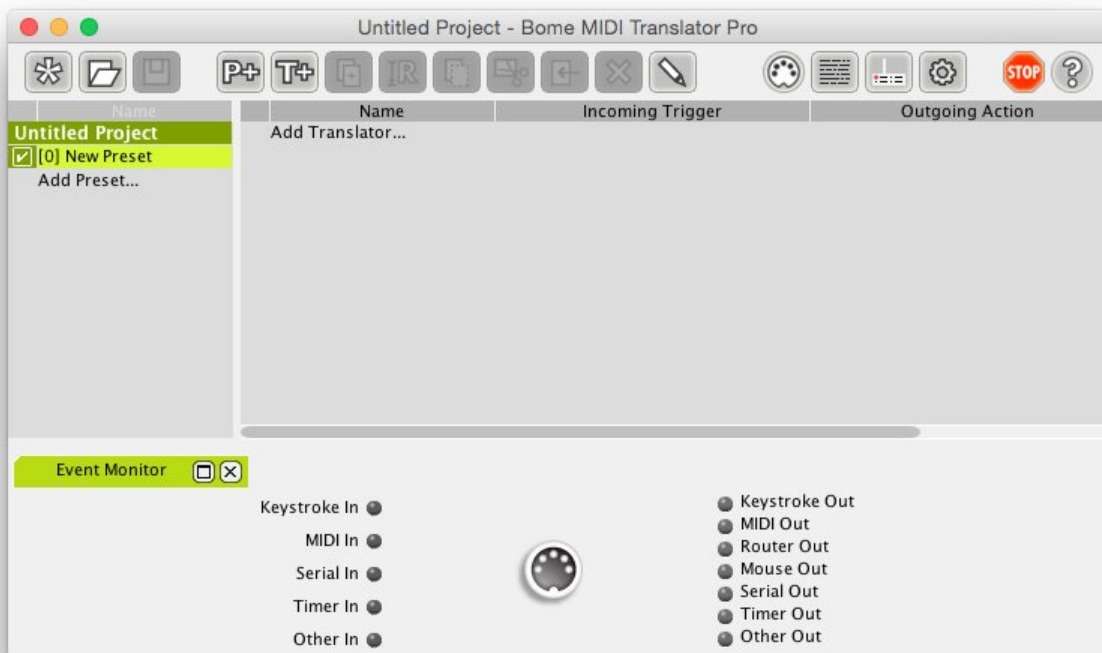 Untitled Project - Bome MIDI Translator Pro
P+ T+ IR STOP ?
Name Name Incoming Trigger Outgoing Action
Untitled Project Add Translator...
[0] New Preset
Add Preset...
Event Monitor
Keystroke In
MIDI In
Serial In
Timer In
Other In
Keystroke Out
MIDI Out
Router Out
Mouse Out
Serial Out
Timer Out
Other Out